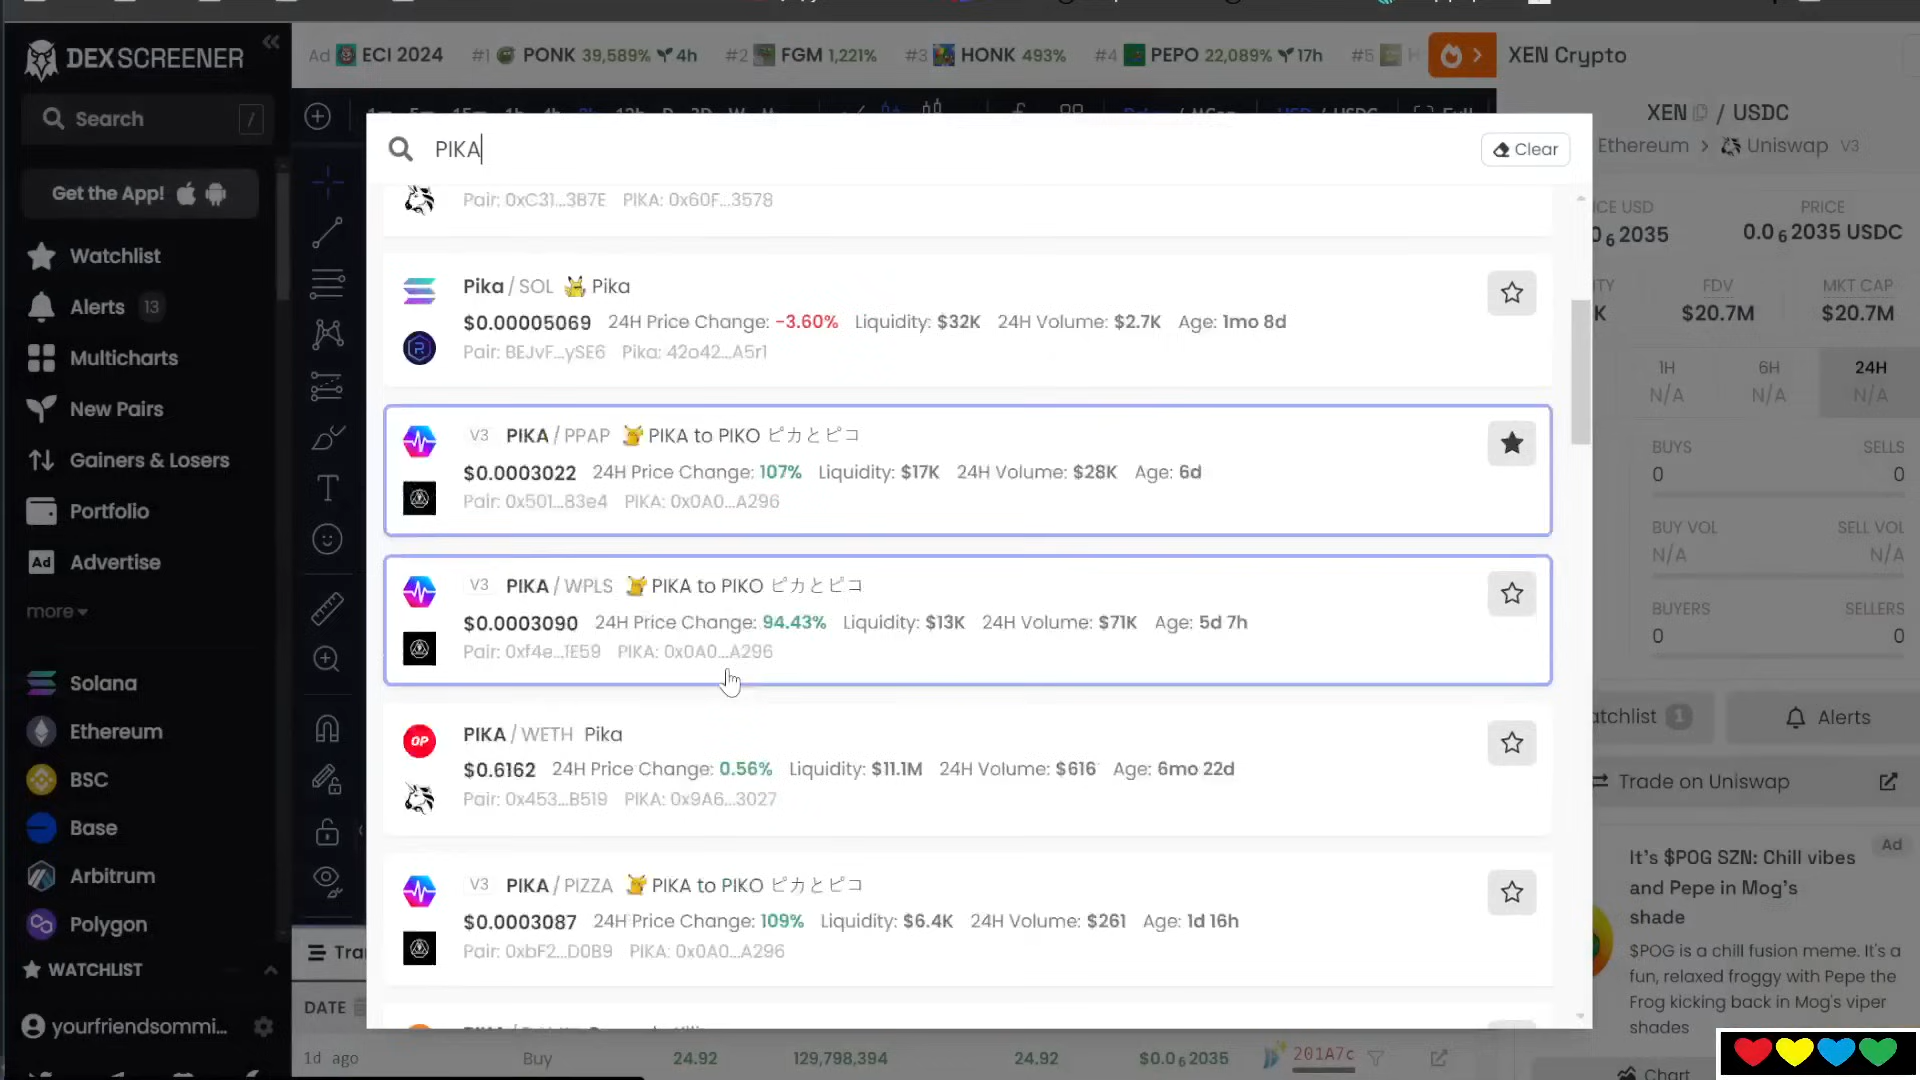 DEX SCREENER
Search /
Get the App!
Watchlist
Alerts 13
Multicharts
New Pairs
Gainers & Losers
Portfolio
Ad Advertise
more
Solana
Ethereum
BSC
Base
Arbitrum
Polygon
WATCHLIST
yourfriendsommi...
Ad ECI 2024 #1 PONK 39,589% 4h #2 FGM 1,221% #3 HONK 493% #4 PEPO 22,089% 17h #5
PIKA
Clear
Pair: 0xC31...3B7E PIKA: 0x60F...3578
Pika / SOL Pika
$0.00005069 24H Price Change: -3.60% Liquidity: $32K 24H Volume: $2.7K Age: 1mo 8d
Pair: BEJvF..._ySE6 Pika: 42o42...A5r1
V3 PIKA / PPAP PIKA to PIKO ピカとピコ
$0.0003022 24H Price Change: 107% Liquidity: $17K 24H Volume: $28K Age: 6d
Pair: 0x501...83e4 PIKA: 0x0A0...A296
V3 PIKA / WPLS PIKA to PIKO ピカとピコ
$0.0003090 24H Price Change: 94.43% Liquidity: $13K 24H Volume: $71K Age: 5d 7h
Pair: 0xf4e...1E59 PIKA: 0x0A0...A296
OP PIKA / WETH Pika
$0.6162 24H Price Change: 0.56% Liquidity: $11.1M 24H Volume: $616 Age: 6mo 22d
Pair: 0x453...B519 PIKA: 0x9A6...3027
V3 PIKA / PIZZA PIKA to PIKO ピカとピコ
$0.0003087 24H Price Change: 109% Liquidity: $6.4K 24H Volume: $261 Age: 1d 16h
Pair: 0xbF2...D0B9 PIKA: 0x0A0...A296
DATE
1d ago Buy 24.92 129,798,394 24.92 $0.0₆2035 201A7c
XEN Crypto
XEN / USDC
Ethereum > Uniswap V3
ICE USD PRICE
0₆2035 0.0₆2035 USDC
ITY FDV MKT CAP
K $20.7M $20.7M
1H 6H 24H
N/A N/A N/A
BUYS SELLS
0 0
BUY VOL SELL VOL
N/A N/A
BUYERS SELLERS
0 0
atchlist 1 Alerts
Trade on Uniswap
Ad
It's $POG SZN: Chill vibes
and Pepe in Mog's
shade
$POG is a chill fusion meme. It's a
fun, relaxed froggy with Pepe the
Frog kicking back in Mog's viper
shades
Chart